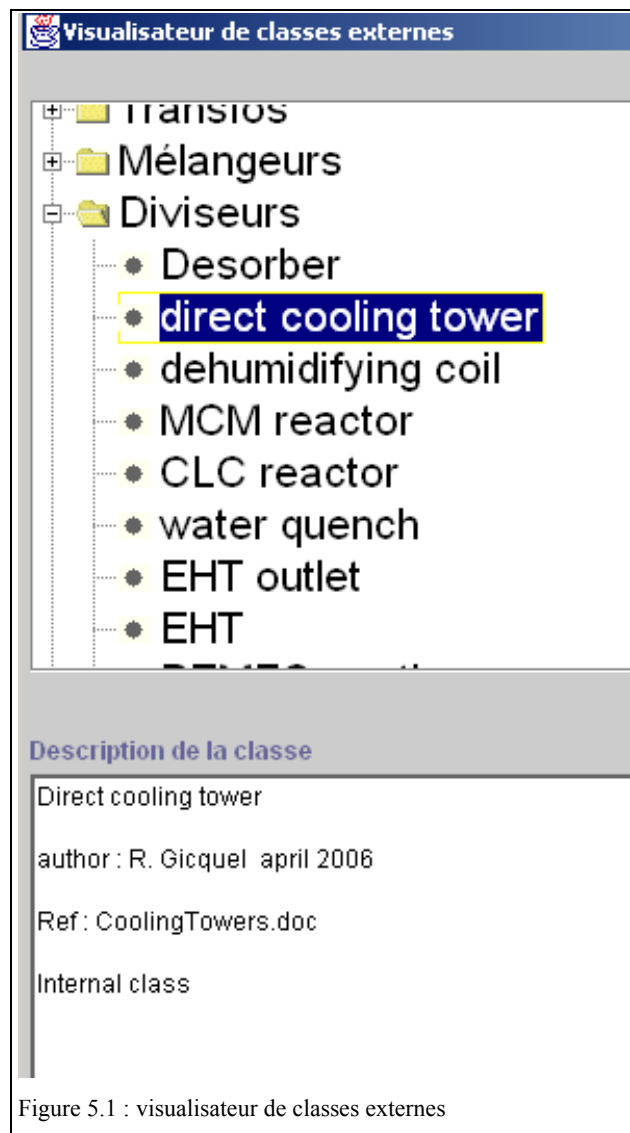 Visualisateur de classes externes
Transfos
Mélangeurs
Diviseurs
Desorber
direct cooling tower
dehumidifying coil
MCM reactor
CLC reactor
water quench
EHT outlet
EHT
Description de la classe
Direct cooling tower
author : R. Gicquel april 2006
Ref : CoolingTowers.doc
Internal class
Figure 5.1 : visualisateur de classes externes